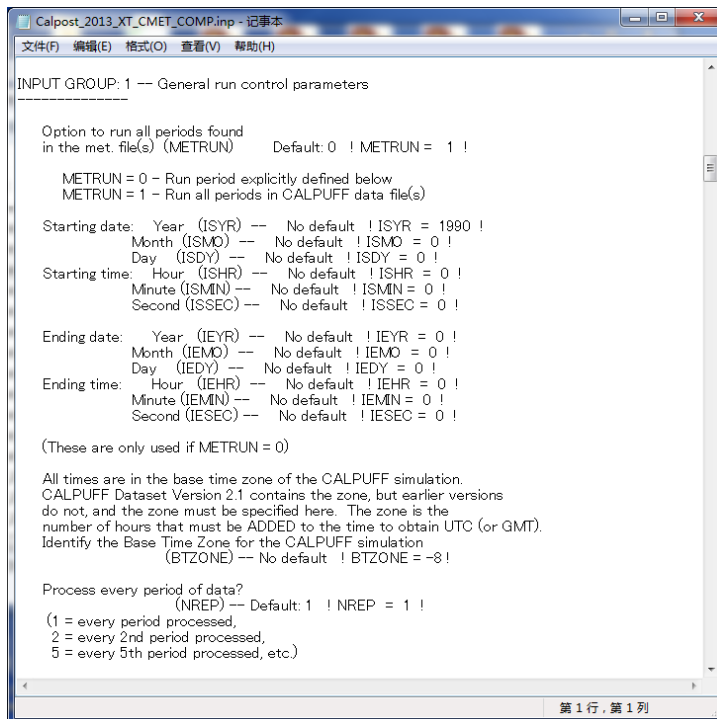 Calpost_2013_XT_CMET_COMP.inp - 记事本
文件(F) 编辑(E) 格式(O) 查看(V) 帮助(H)
INPUT GROUP: 1 -- General run control parameters
--------------
Option to run all periods found
in the met. file(s) (METRUN) Default: 0 ! METRUN = 1 !
METRUN = 0 - Run period explicitly defined below
METRUN = 1 - Run all periods in CALPUFF data file(s)
Starting date: Year (ISYR) -- No default ! ISYR = 1990 !
Month (ISMO) -- No default ! ISMO = 0 !
Day (ISDY) -- No default ! ISDY = 0 !
Starting time: Hour (ISHR) -- No default ! ISHR = 0 !
Minute (ISMIN) -- No default ! ISMIN = 0 !
Second (ISSEC) -- No default ! ISSEC = 0 !
Ending date: Year (IEYR) -- No default ! IEYR = 0 !
Month (IEMO) -- No default ! IEMO = 0 !
Day (IEDY) -- No default ! IEDY = 0 !
Ending time: Hour (IEHR) -- No default ! IEHR = 0 !
Minute (IEMIN) -- No default ! IEMIN = 0 !
Second (IESEC) -- No default ! IESEC = 0 !
(These are only used if METRUN = 0)
All times are in the base time zone of the CALPUFF simulation.
CALPUFF Dataset Version 2.1 contains the zone, but earlier versions
do not, and the zone must be specified here. The zone is the
number of hours that must be ADDED to the time to obtain UTC (or GMT).
Identify the Base Time Zone for the CALPUFF simulation
(BTZONE) -- No default ! BTZONE = -8 !
Process every period of data?
(NREP) -- Default: 1 ! NREP = 1 !
(1 = every period processed,
2 = every 2nd period processed,
5 = every 5th period processed, etc.)
第 1 行，第 1 列